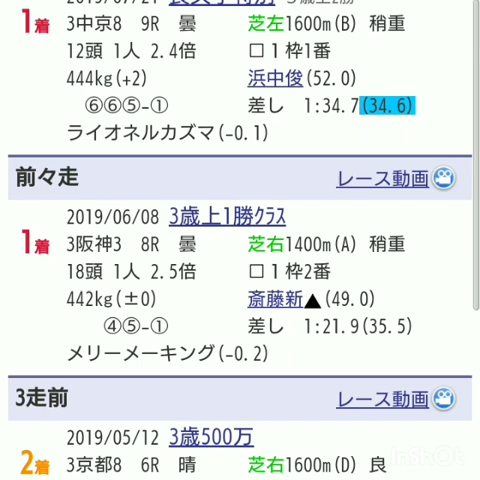 1着
3中京8 9R 曇 芝左1600m(B) 稍重
12頭 1人 2.4倍 □1枠1番
444kg(+2) 浜中俊(52.0)
⑥⑥⑤-① 差し 1:34.7(34.6)
ライオネルカズマ(-0.1)
前々走 レース動画
2019/06/08 3歳上1勝クラス
1着
3阪神3 8R 曇 芝右1400m(A) 稍重
18頭 1人 2.5倍 □1枠2番
442kg(±0) 斎藤新▲(49.0)
④⑤-① 差し 1:21.9(35.5)
メリーメーキング(-0.2)
3走前 レース動画
2019/05/12 3歳500万
2着
3京都8 6R 晴 芝右1600m(D) 良
InShOt